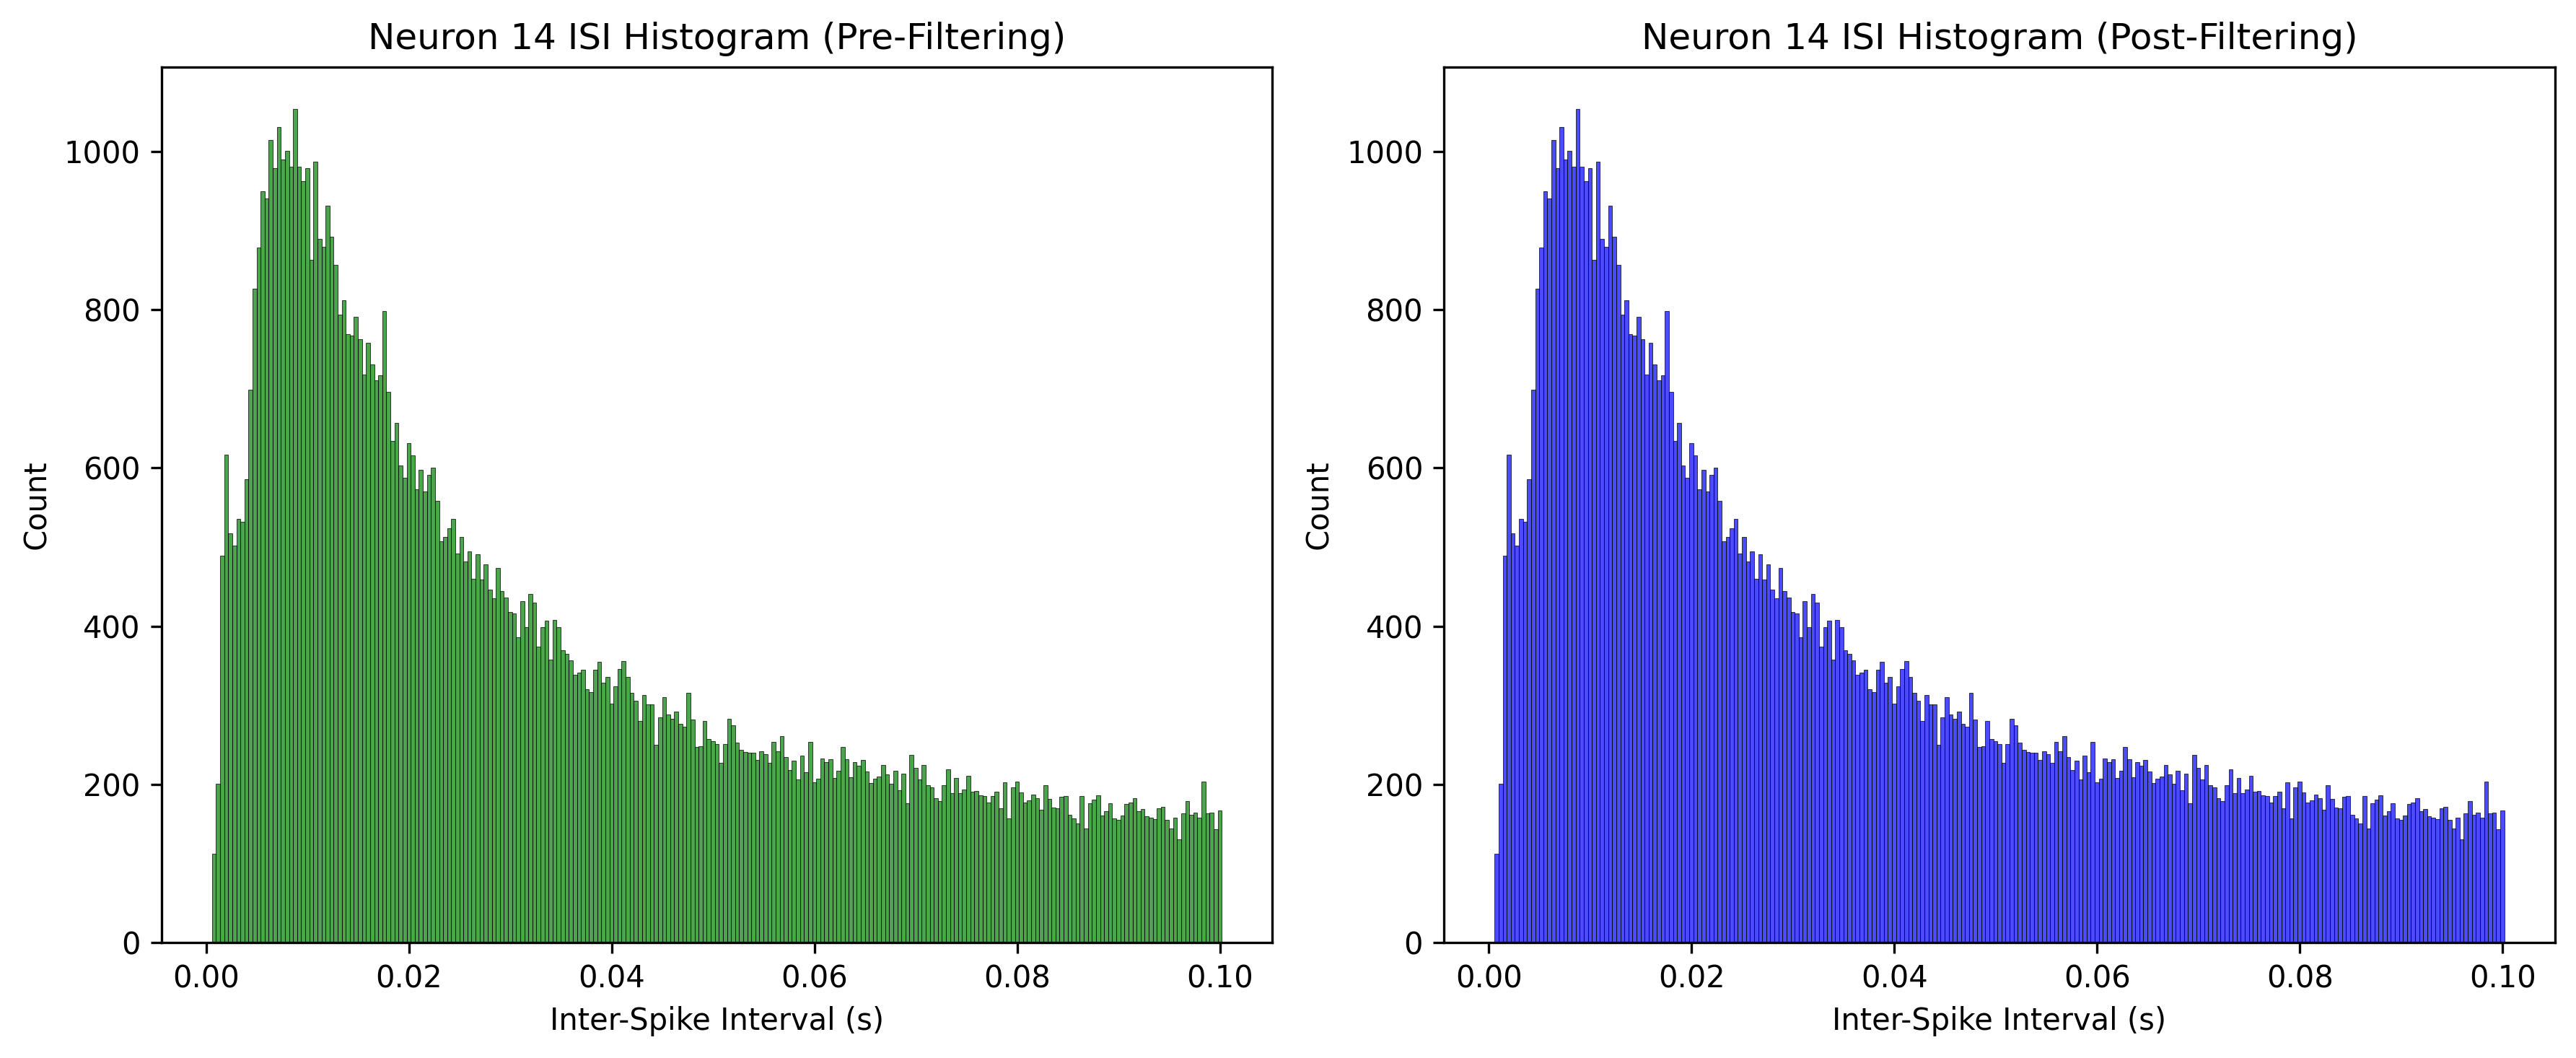 Neuron 14 ISI Histogram (Pre-Filtering)
Count
1000
800
600
400
200
0
0.00 0.02 0.04 0.06 0.08 0.10
Inter-Spike Interval (s)
Neuron 14 ISI Histogram (Post-Filtering)
Count
1000
800
600
400
200
0
0.00 0.02 0.04 0.06 0.08 0.10
Inter-Spike Interval (s)